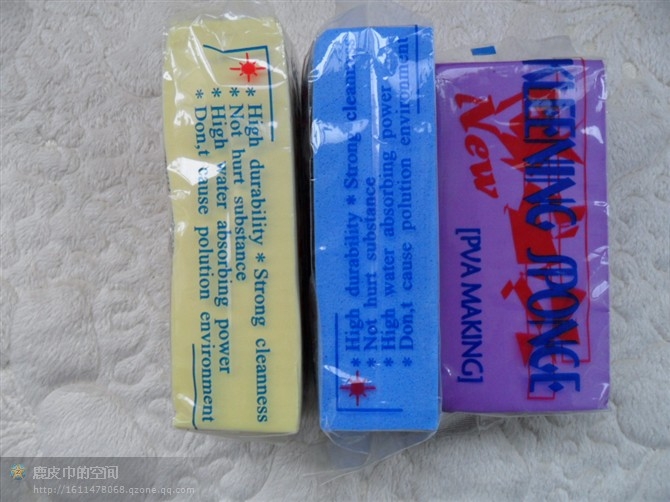 * High durability * Strong cleanness
* Not hurt substance
* High water absorbing power
* Don,t cause polution environment
* High durability * Strong cleanness
* Not hurt substance
* High water absorbing power
* Don,t cause polution environment
KLEENING SPONGE
New
[PVA MAKING]
鹿皮巾的空间
http://1611478068.qzone.qq.com